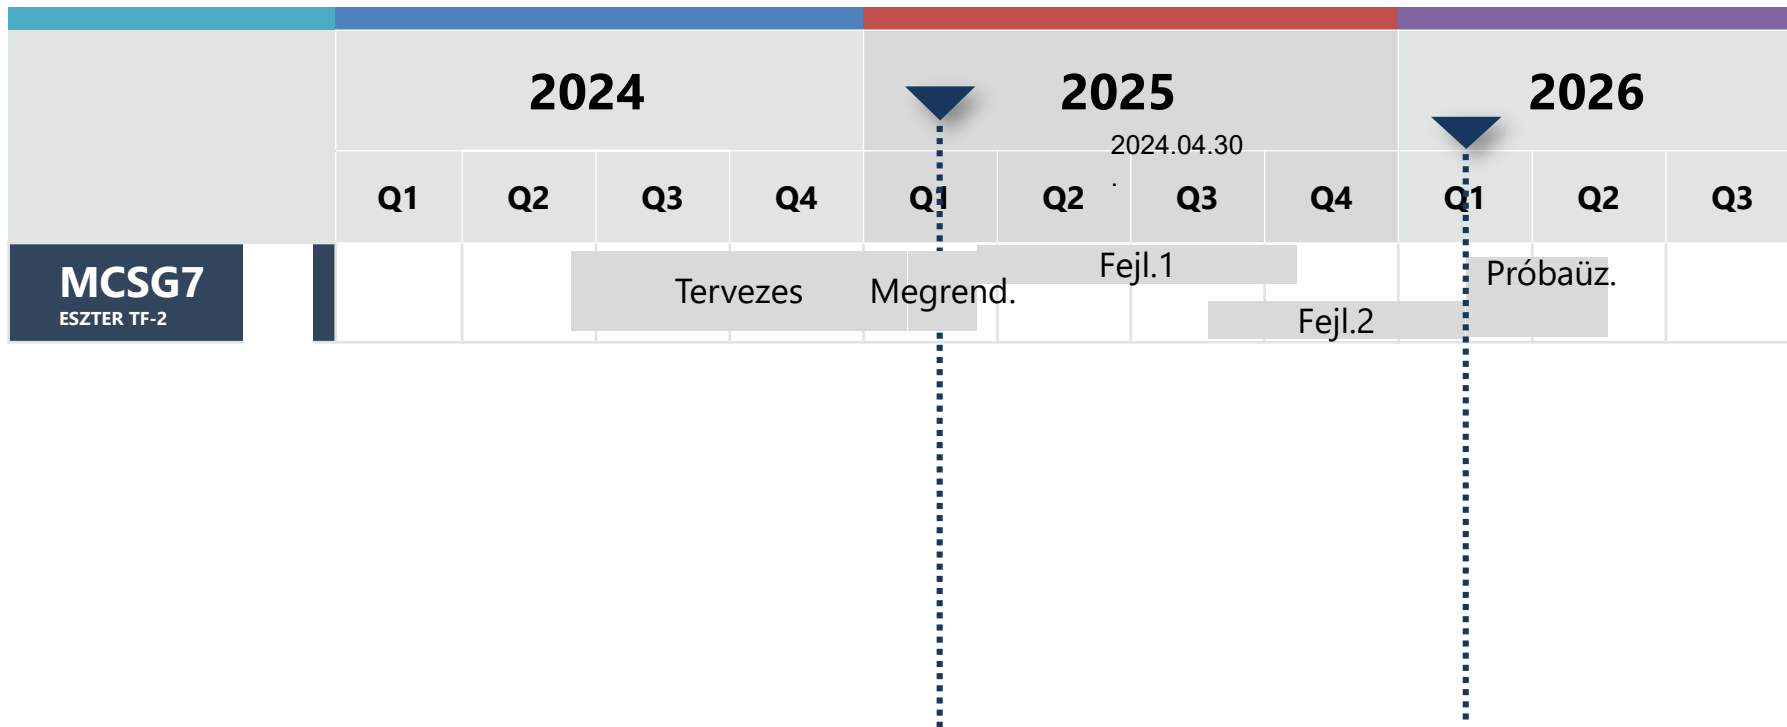 2024
2025
2026
2024.04.30
.
Q1
Q2
Q3
Q4
Q1
Q2
Q3
Q4
Q1
Q2
Q3
MCSG7
ESZTER TF-2
Tervezes
Megrend.
Fejl.1
Fejl.2
Próbaüz.